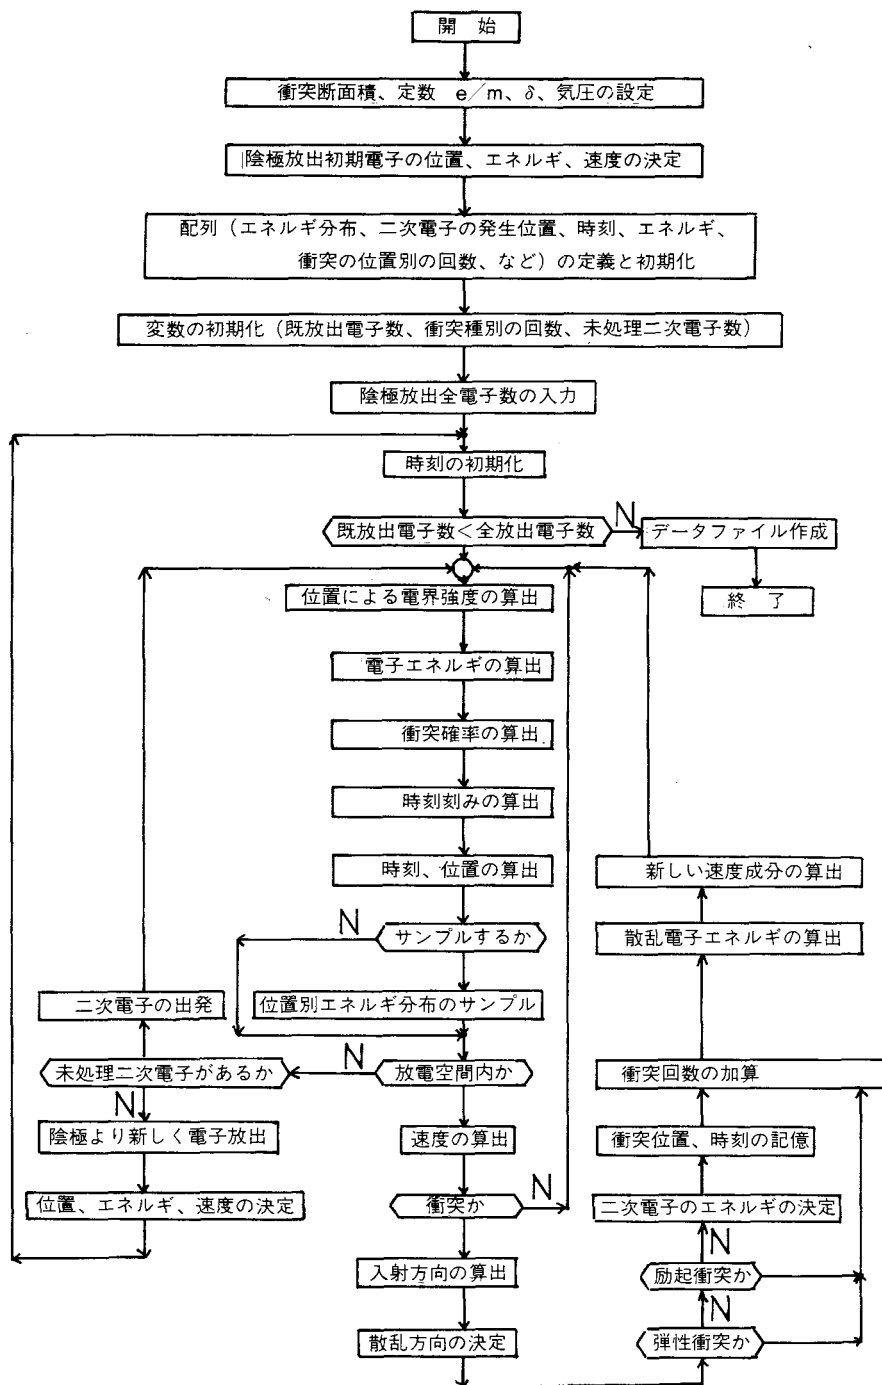 開 始
衝突断面積、定数 e/m、δ、気圧の設定
陰極放出初期電子の位置、エネルギ、速度の決定
配列（エネルギ分布、二次電子の発生位置、時刻、エネルギ、
衝突の位置別の回数、など）の定義と初期化
変数の初期化（既放出電子数、衝突種別の回数、未処理二次電子数）
陰極放出全電子数の入力
時刻の初期化
既放出電子数＜全放出電子数
N
データファイル作成
終 了
位置による電界強度の算出
電子エネルギの算出
衝突確率の算出
時刻刻みの算出
時刻、位置の算出
サンプルするか
N
位置別エネルギ分布のサンプル
放電空間内か
N
未処理二次電子があるか
二次電子の出発
N
陰極より新しく電子放出
位置、エネルギ、速度の決定
速度の算出
衝突か
N
入射方向の算出
散乱方向の決定
弾性衝突か
N
励起衝突か
N
二次電子のエネルギの決定
衝突位置、時刻の記憶
衝突回数の加算
散乱電子エネルギの算出
新しい速度成分の算出